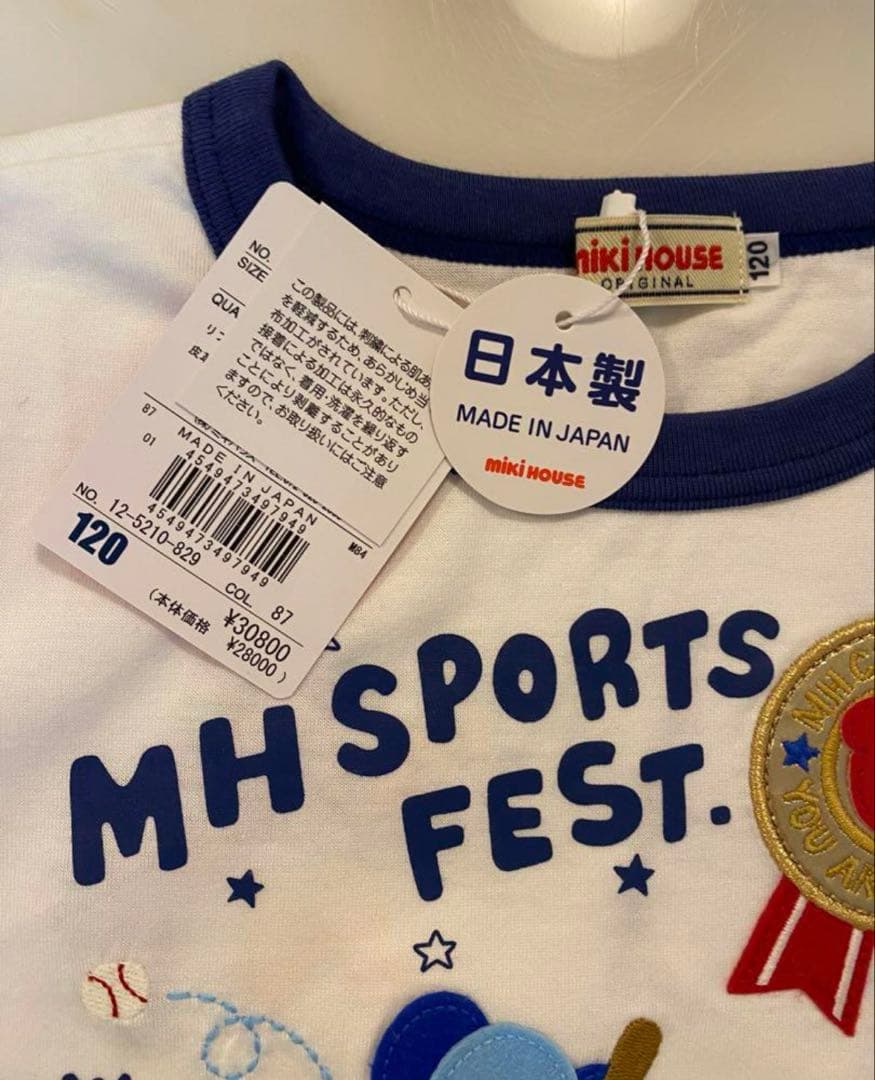 miki HOUSE
ORIGINAL
120
日本製
MADE IN JAPAN
miki HOUSE
NO.
SIZE
QUA
この製品には、刺繍による肌あ
を軽減するため、あらかじめ当
布加工がされています。ただし、
接着による加工は永久的なもの
ではなく、着用・洗濯を繰り返す
ことにより剥離することがあり
ますので、お取り扱いにはご注意
ください。
87
01
MADE IN JAPAN
4549473497949
4549473497949
M84
NO. 12-5210-829
120
COL. 87
¥30800
(本体価格 ¥28000)
MH SPORTS
FEST.
YOU AR